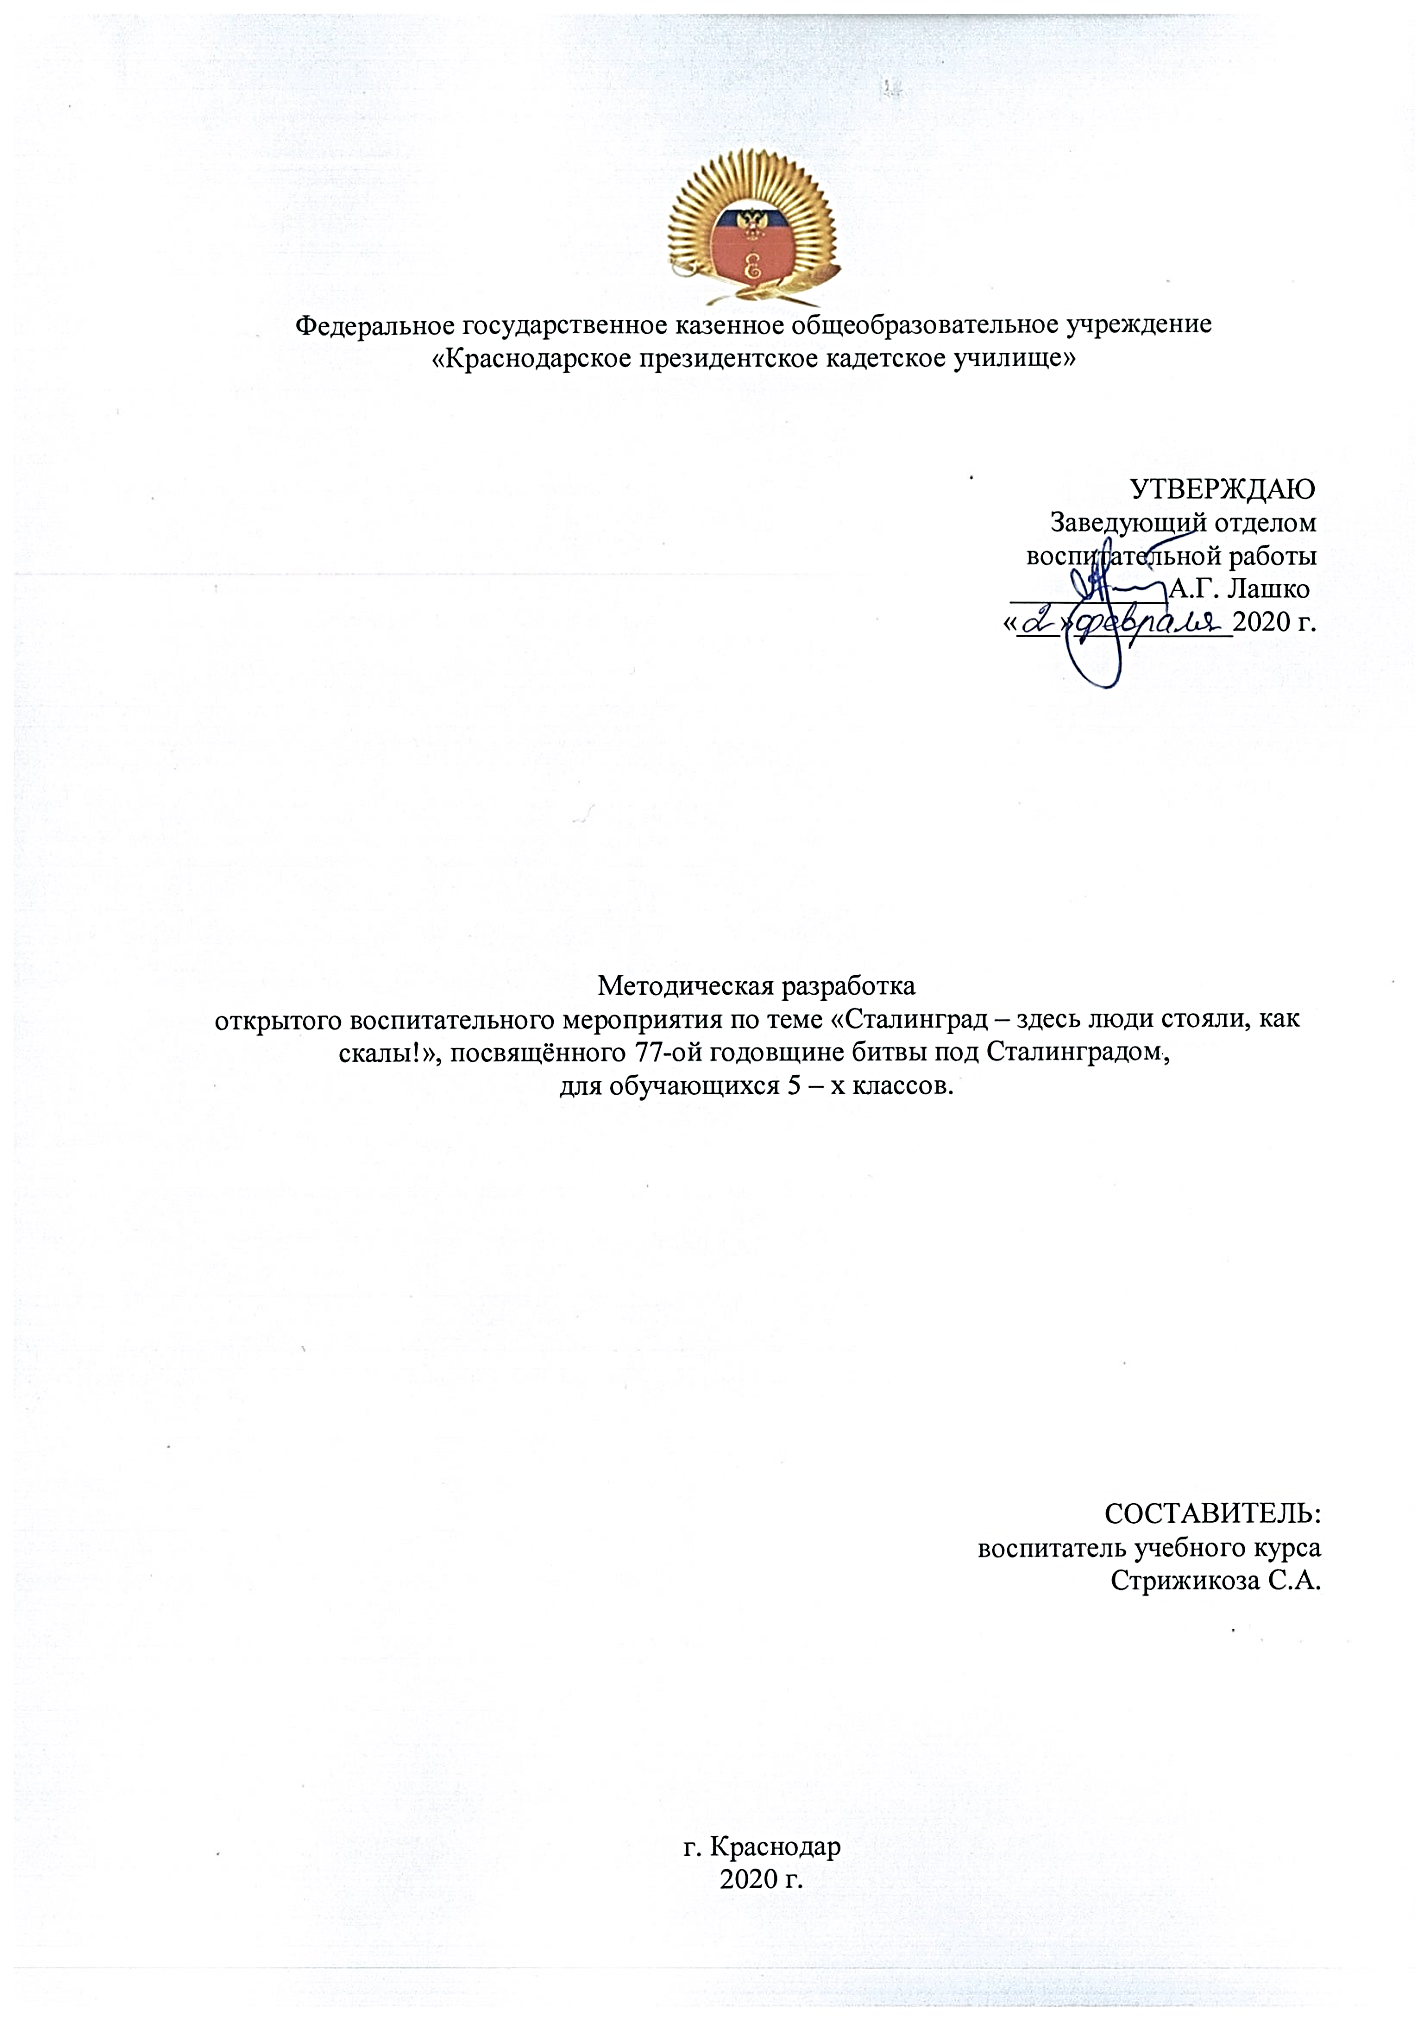 Є
Федеральное государственное казенное общеобразовательное учреждение
«Краснодарское президентское кадетское училище»
УТВЕРЖДАЮ
Заведующий отделом
воспитательной работы
____________А.Г. Лашко
«2» февраля 2020 г.
Методическая разработка
открытого воспитательного мероприятия по теме «Сталинград – здесь люди стояли, как
скалы!», посвящённого 77-ой годовщине битвы под Сталинградом,
для обучающихся 5 – х классов.
СОСТАВИТЕЛЬ:
воспитатель учебного курса
Стрижикоза С.А.
г. Краснодар
2020 г.